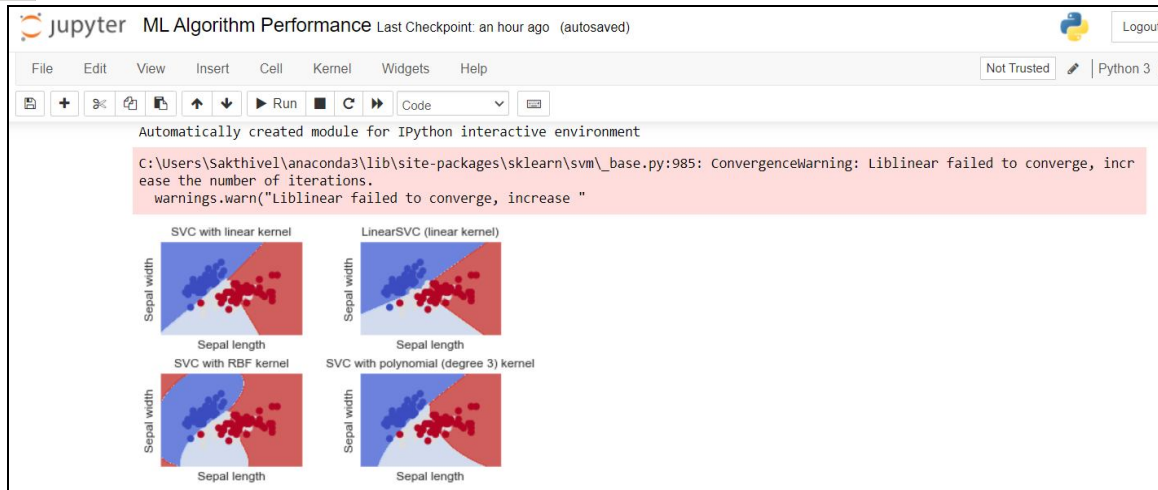 jupyter ML Algorithm Performance Last Checkpoint: an hour ago (autosaved)
Logout
File Edit View Insert Cell Kernel Widgets Help
Not Trusted Python 3
Run Code
Automatically created module for IPython interactive environment
C:\Users\Sakthivel\anaconda3\lib\site-packages\sklearn\svm\_base.py:985: ConvergenceWarning: Liblinear failed to converge, incr
ease the number of iterations.
warnings.warn("Liblinear failed to converge, increase "
SVC with linear kernel
LinearSVC (linear kernel)
Sepal width
Sepal width
Sepal length
Sepal length
SVC with RBF kernel
SVC with polynomial (degree 3) kernel
Sepal width
Sepal width
Sepal length
Sepal length